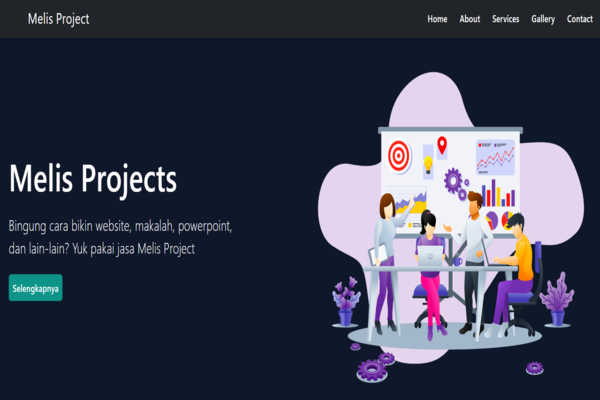 Melis Project
Home About Services Gallery Contact
Melis Projects
Bingung cara bikin website, makalah, powerpoint,
dan lain-lain? Yuk pakai jasa Melis Project
Selengkapnya